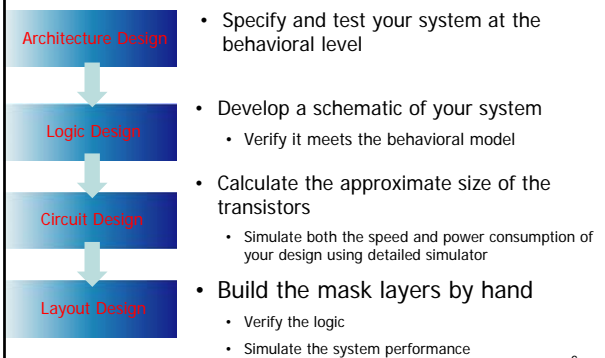 Architecture Design
• Specify and test your system at the
behavioral level
Logic Design
• Develop a schematic of your system
• Verify it meets the behavioral model
Circuit Design
• Calculate the approximate size of the
transistors
• Simulate both the speed and power consumption of
your design using detailed simulator
Layout Design
• Build the mask layers by hand
• Verify the logic
• Simulate the system performance